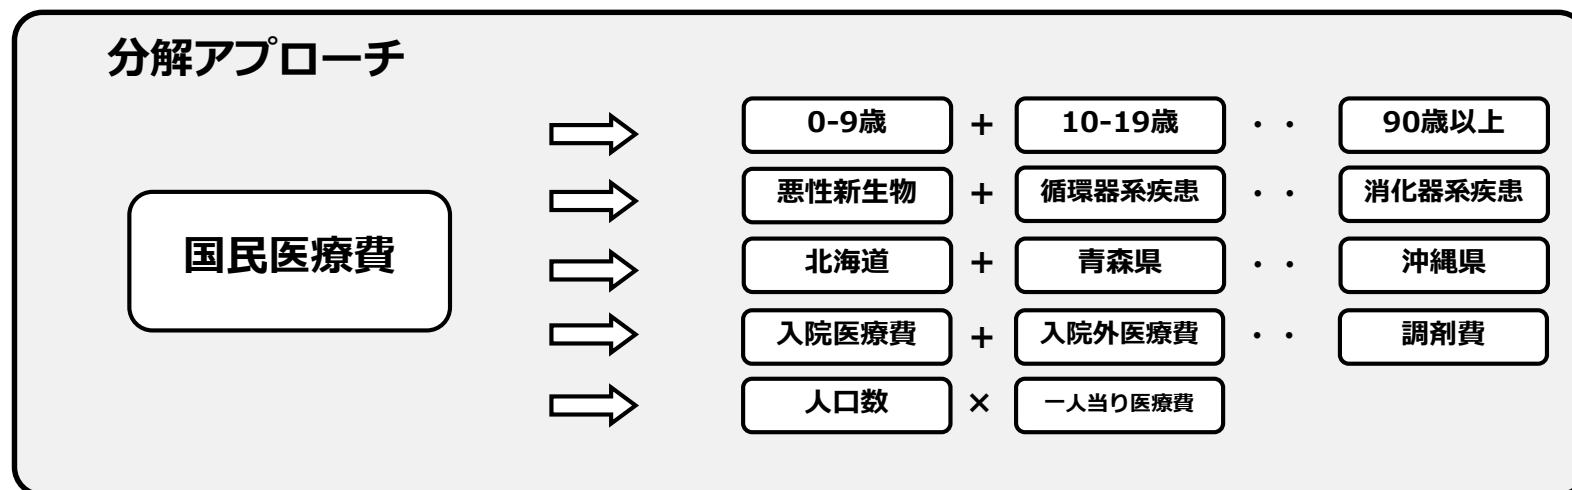 分解アプローチ
国民医療費
0-9歳 + 10-19歳 ・・ 90歳以上
悪性新生物 + 循環器系疾患 ・・ 消化器系疾患
北海道 + 青森県 ・・ 沖縄県
入院医療費 + 入院外医療費 ・・ 調剤費
人口数 × 一人当り医療費